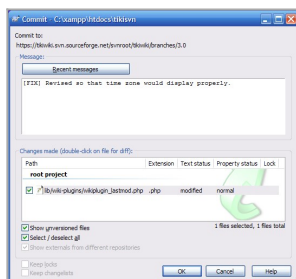 Commit - C:\xampp\htdocs\tikisvn
Commit to:
https://tikiwiki.svn.sourceforge.net/svnroot/tikiwiki/branches/3.0
Message:
Recent messages
[FIX] Revised so that time zone would display properly.
Changes made (double-click on file for diff):
Path Extension Text status Property status Lock
root project
lib/wiki-plugins/wikiplugin_lastmod.php .php modified normal
Show unversioned files
1 files selected, 1 files total
Select / deselect all
Show externals from different repositories
Keep locks
Keep changelists
OK Cancel Help